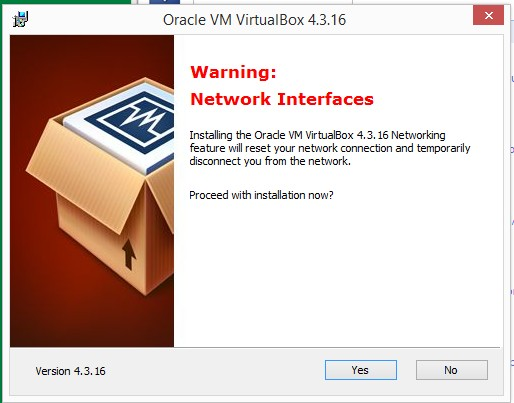 Oracle VM VirtualBox 4.3.16
Warning:
Network Interfaces
Installing the Oracle VM VirtualBox 4.3.16 Networking
feature will reset your network connection and temporarily
disconnect you from the network.
Proceed with installation now?
Version 4.3.16
Yes
No